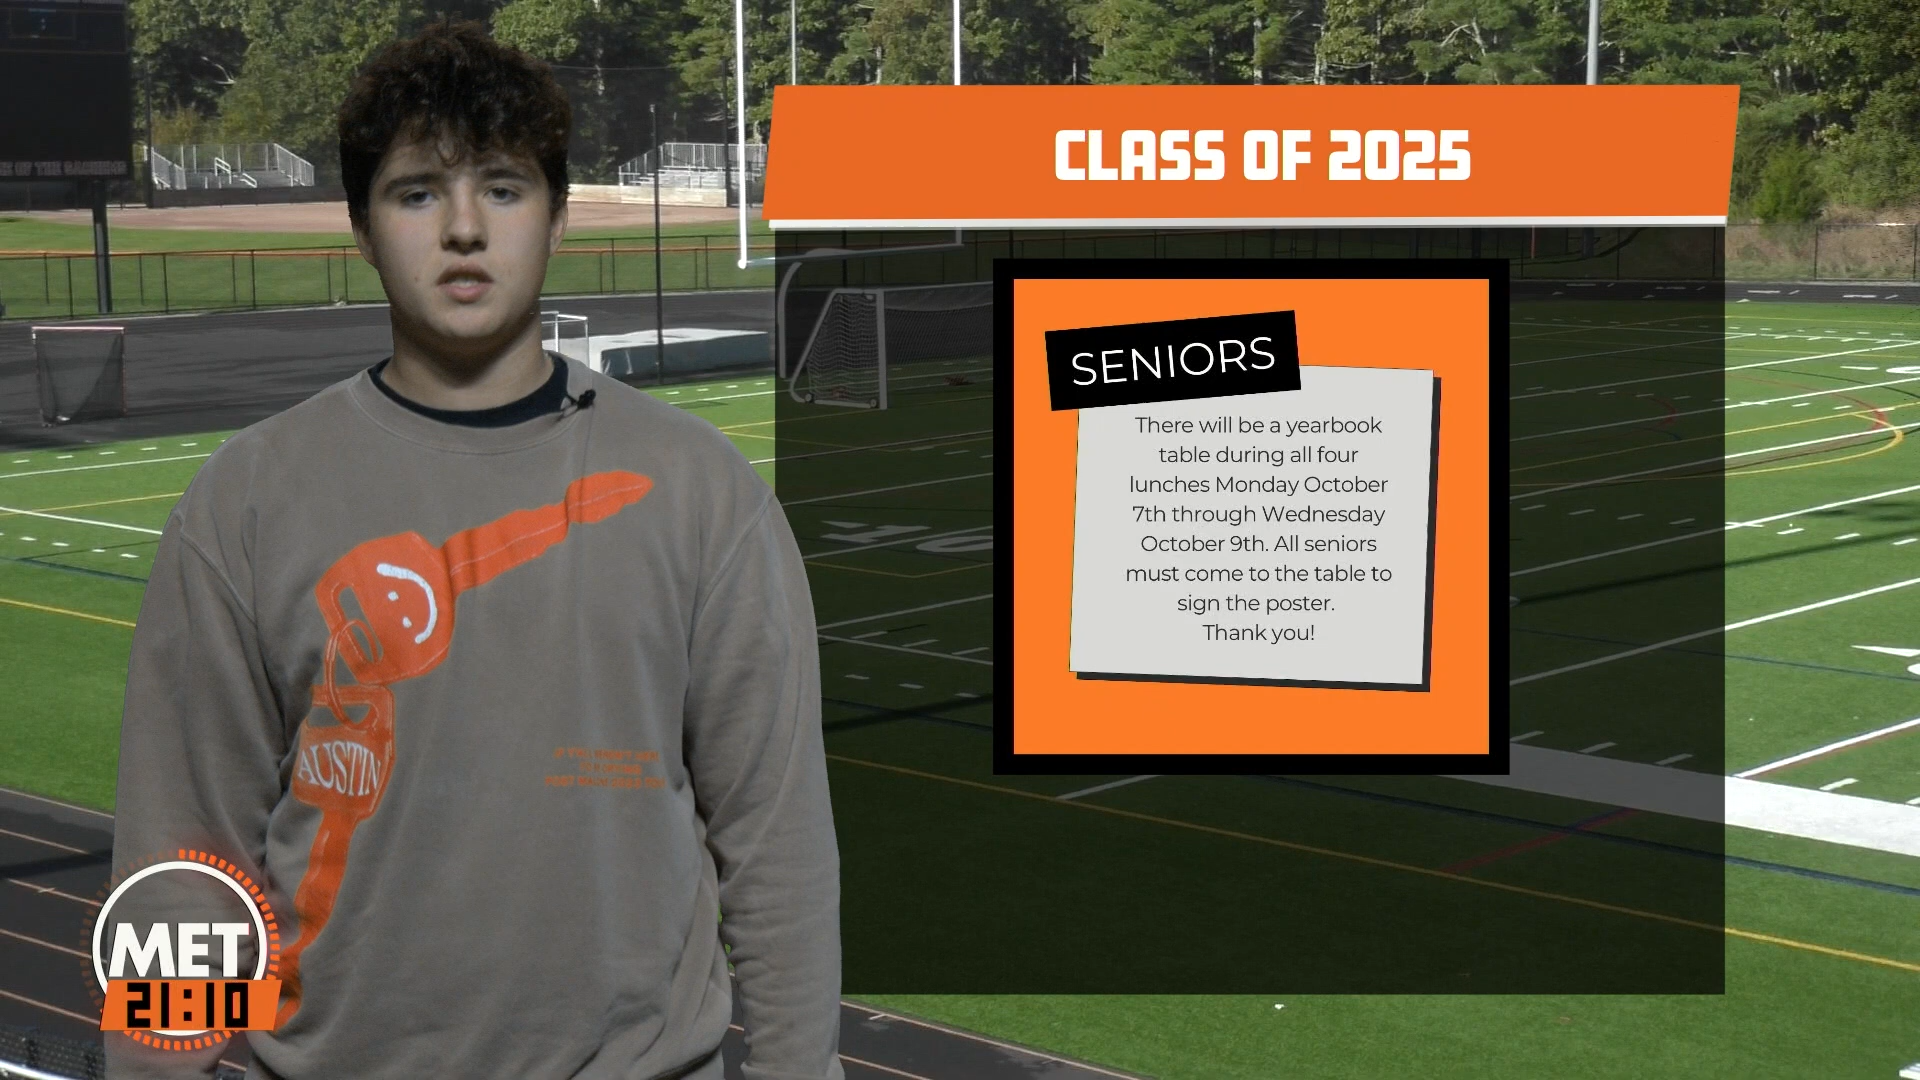 CLASS OF 2025
SENIORS
There will be a yearbook
table during all four
lunches Monday October
7th through Wednesday
October 9th. All seniors
must come to the table to
sign the poster.
Thank you!
AUSTIN
MET
21:10